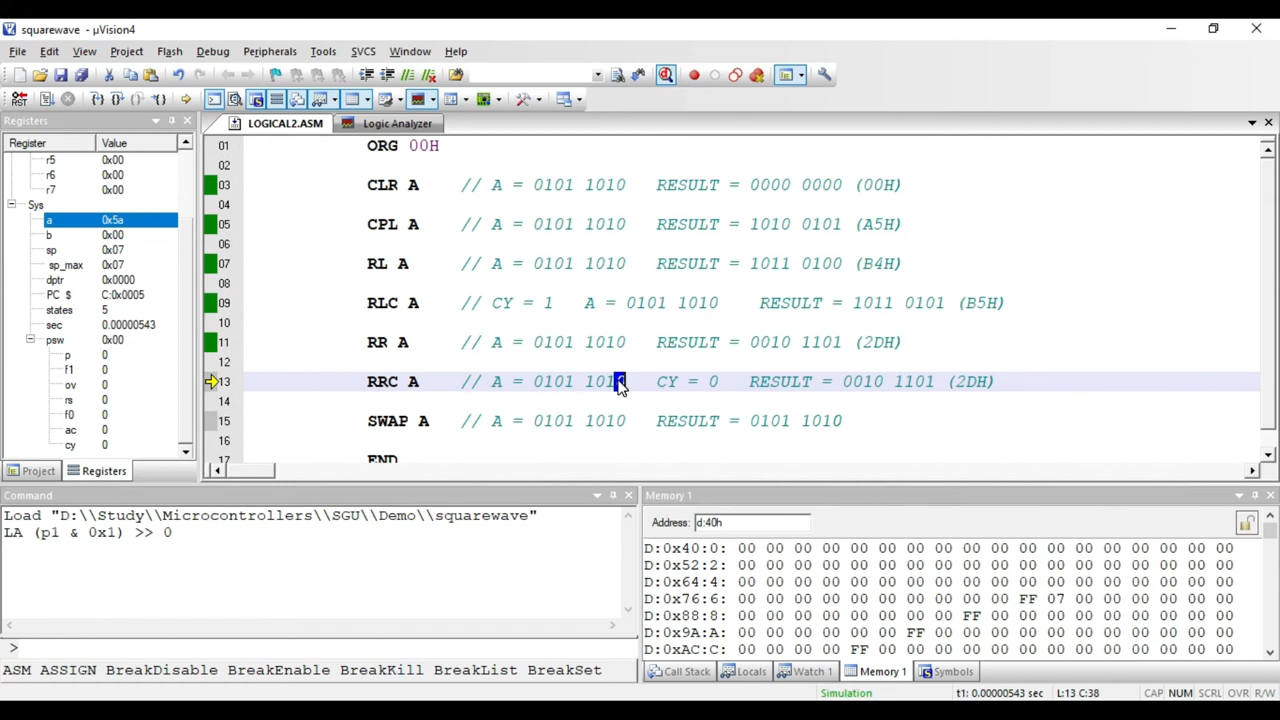 squarewave - µVision4
File Edit View Project Flash Debug Peripherals Tools SVCS Window Help
Registers
LOGICAL2.ASM Logic Analyzer
Register Value
r5 0x00
r6 0x00
r7 0x00
Sys
a 0x5a
b 0x00
sp 0x07
sp_max 0x07
dptr 0x0000
PC $ C:0x0005
states 5
sec 0.00000543
psw 0x00
p 0
f1 0
ov 0
rs 0
f0 0
ac 0
cy 0
Project Registers
01 ORG 00H
02
03 CLR A // A = 0101 1010 RESULT = 0000 0000 (00H)
04
05 CPL A // A = 0101 1010 RESULT = 1010 0101 (A5H)
06
07 RL A // A = 0101 1010 RESULT = 1011 0100 (B4H)
08
09 RLC A // CY = 1 A = 0101 1010 RESULT = 1011 0101 (B5H)
10
11 RR A // A = 0101 1010 RESULT = 0010 1101 (2DH)
12
13 RRC A // A = 0101 101 CY = 0 RESULT = 0010 1101 (2DH)
14
15 SWAP A // A = 0101 1010 RESULT = 0101 1010
16
17 END
Command
Load "D:\\Study\\Microcontrollers\\SGU\\Demo\\squarewave"
LA (p1 & 0x1) >> 0
>
ASM ASSIGN BreakDisable BreakEnable BreakKill BreakList BreakSet
Memory 1
Address: d:40h
D:0x40:0: 00 00 00 00 00 00 00 00 00 00 00 00 00 00 00 00 00 00
D:0x52:2: 00 00 00 00 00 00 00 00 00 00 00 00 00 00 00 00 00 00
D:0x64:4: 00 00 00 00 00 00 00 00 00 00 00 00 00 00 00 00 00 00
D:0x76:6: 00 00 00 00 00 00 00 00 00 00 FF 07 00 00 00 00 00 00
D:0x88:8: 00 00 00 00 00 00 00 00 FF 00 00 00 00 00 00 00 00 00
D:0x9A:A: 00 00 00 00 00 00 FF 00 00 00 00 00 00 00 00 00 00 00
D:0xAC:C: 00 00 00 00 FF 00 00 00 00 00 00 00 00 00 00 00 00 00
Call Stack Locals Watch 1 Memory 1 Symbols
Simulation t1: 0.00000543 sec L:13 C:38 CAP NUM SCRL OVR R/W